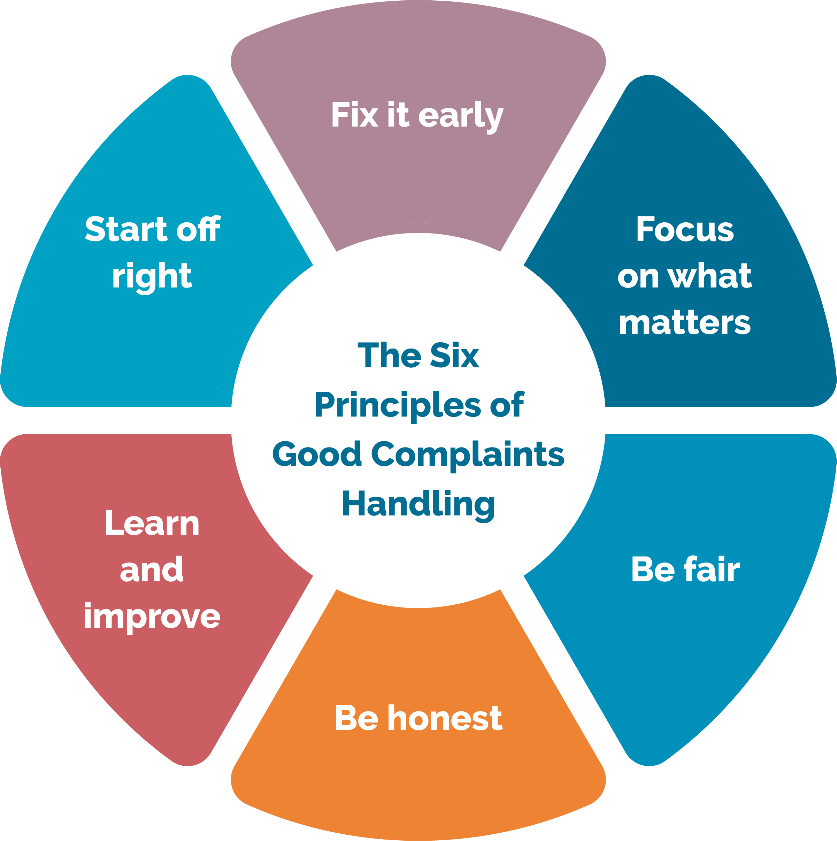 The Six
Principles of
Good Complaints
Handling
Start off
right
Fix it early
Focus
on what
matters
Be fair
Be honest
Learn
and
improve